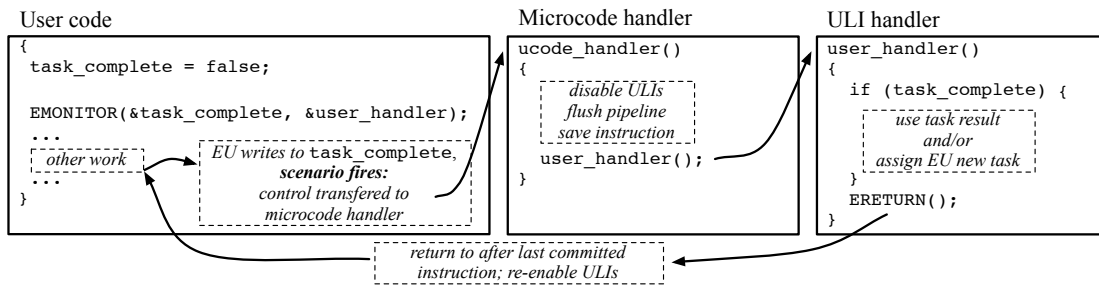 User code
{
task_complete = false;
EMONITOR(&task_complete, &user_handler);
...
other work
...
}
EU writes to task_complete,
scenario fires:
control transfered to
microcode handler
Microcode handler
ucode_handler()
{
disable ULIs
flush pipeline
save instruction
user_handler();
}
ULI handler
user_handler()
{
if (task_complete) {
use task result
and/or
assign EU new task
}
ERETURN();
}
return to after last committed
instruction; re-enable ULIs